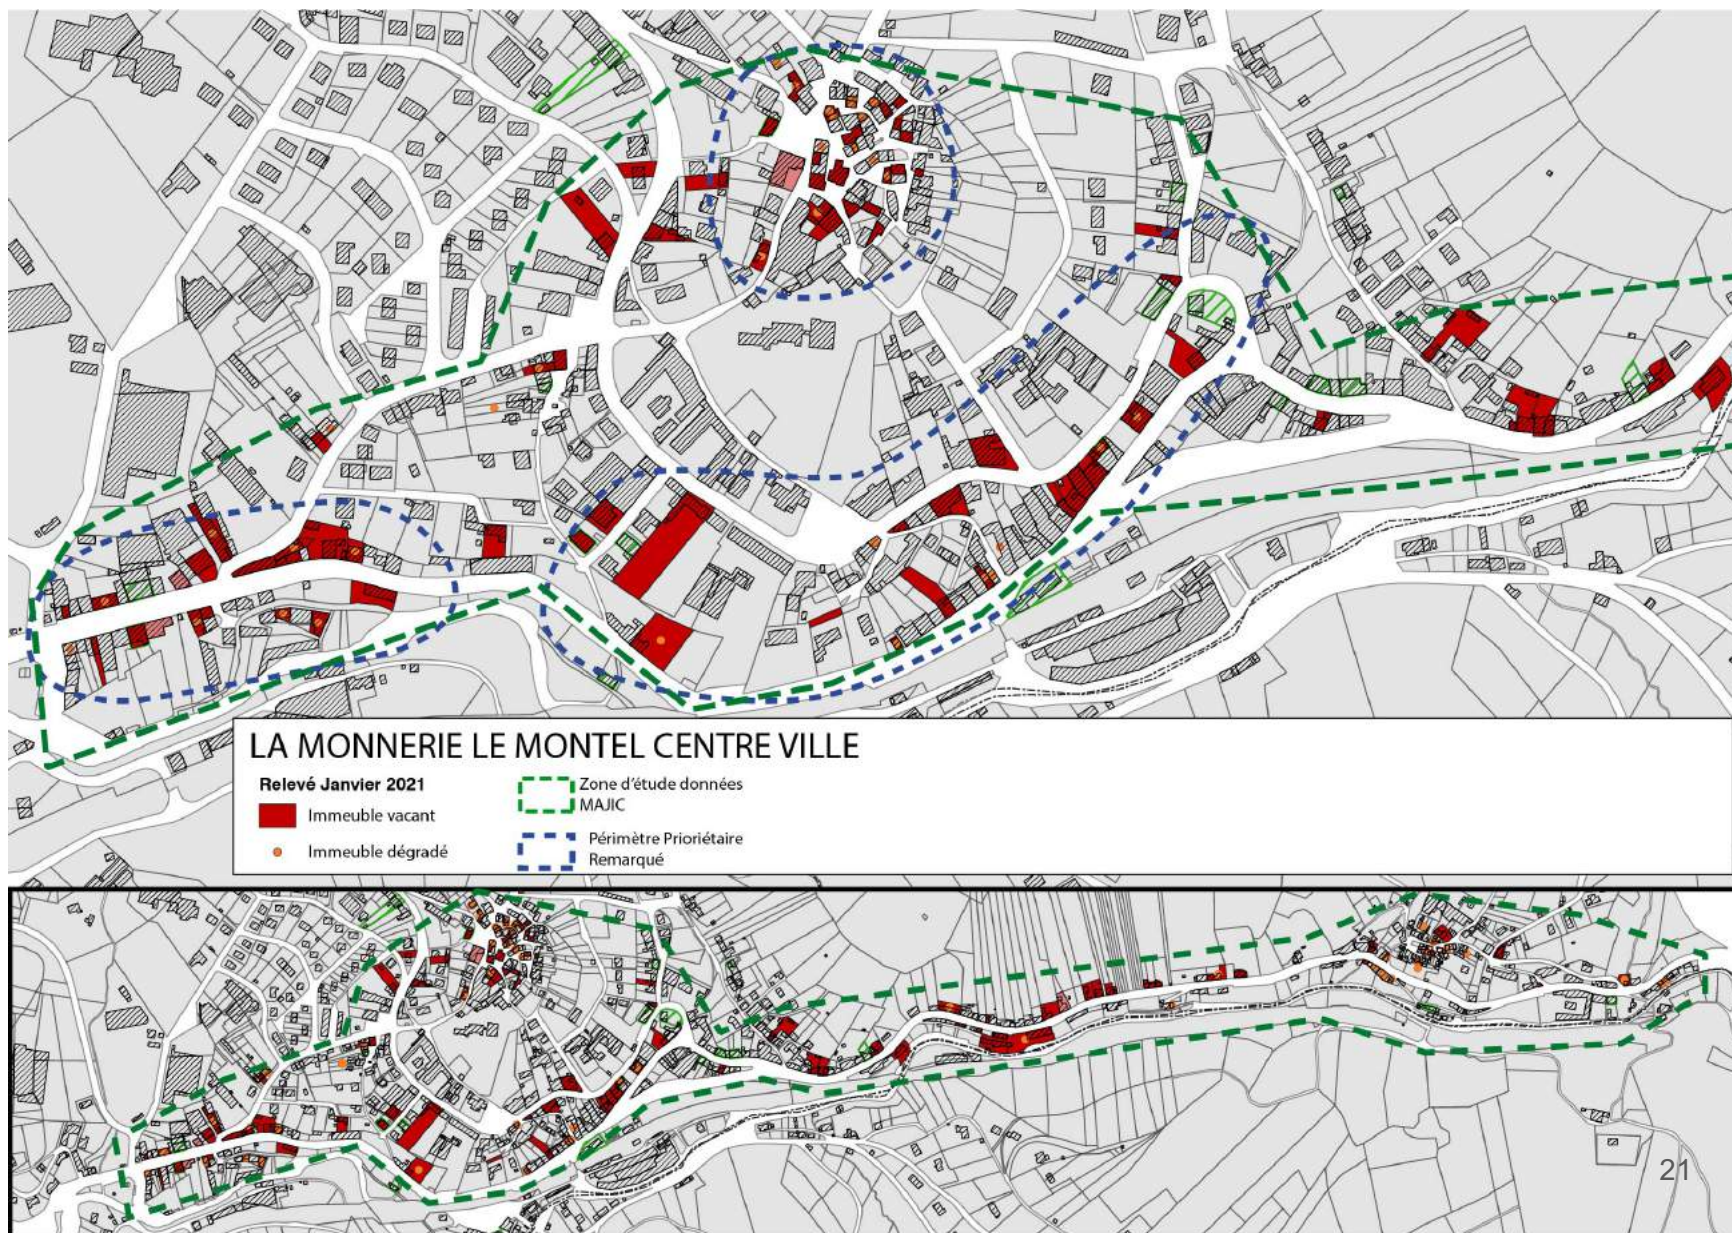 LA MONNERIE LE MONTEL CENTRE VILLE
Relevé Janvier 2021
Immeuble vacant
Immeuble dégradé
Zone d'étude données
MAJIC
Périmètre Prioriétaire
Remarqué
21